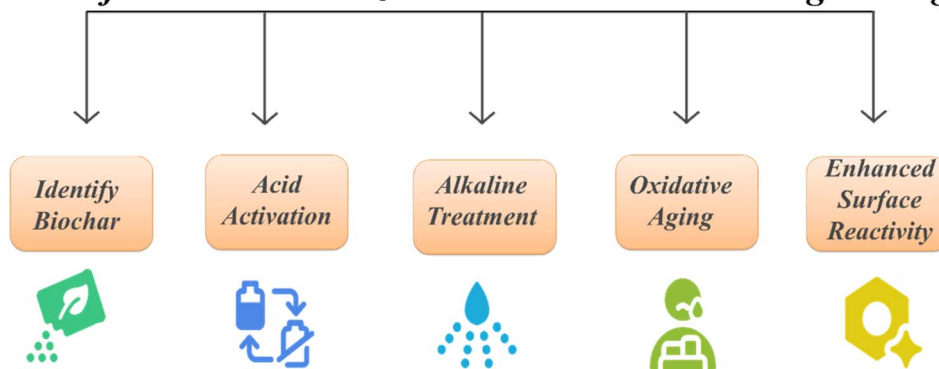 Identify
Biochar
Acid
Activation
Alkaline
Treatment
Oxidative
Aging
Enhanced
Surface
Reactivity